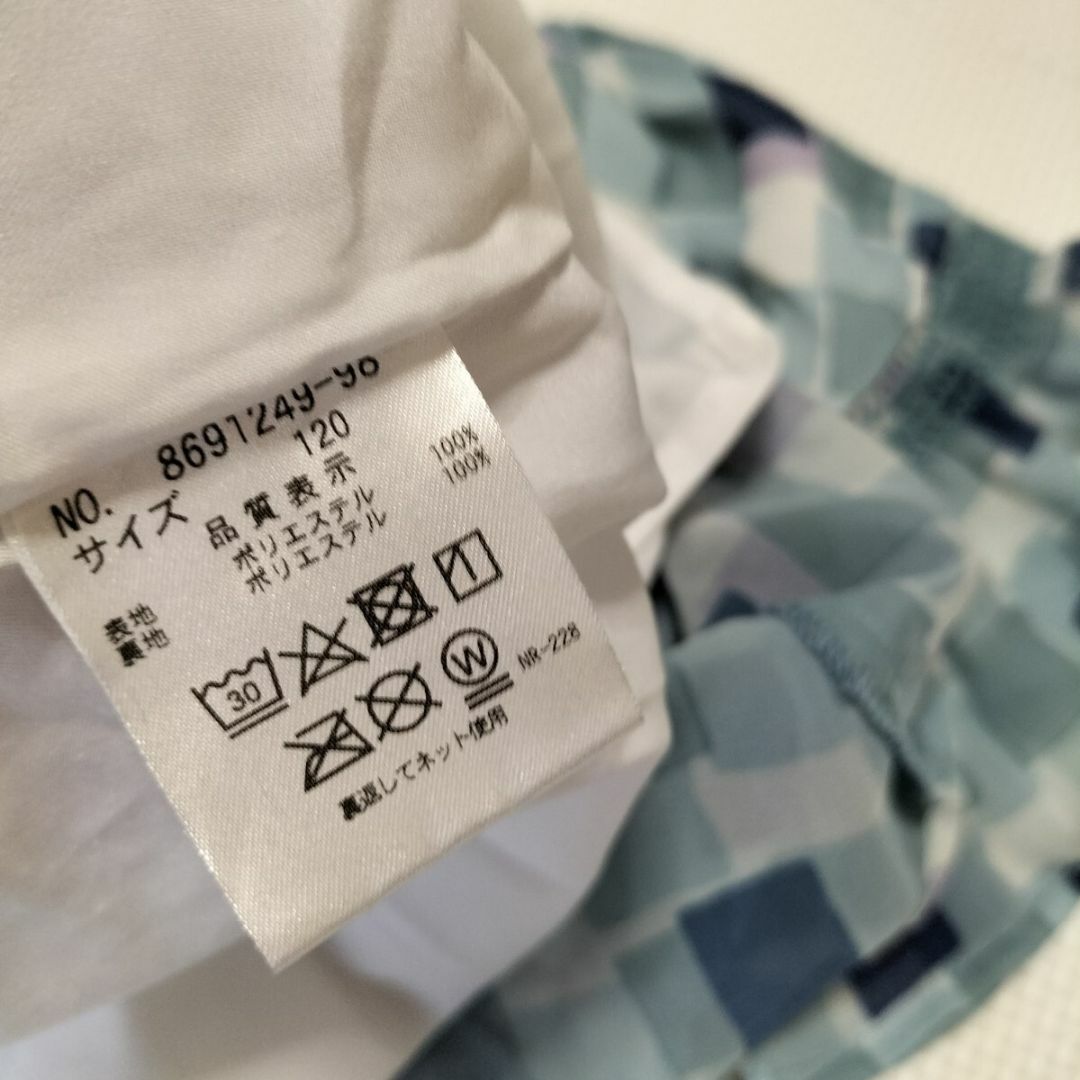 NO. 8691249-98
サイズ 120
品質表示
表地 ポリエステル 100%
裏地 ポリエステル 100%
30
W NR-228
裏返してネット使用